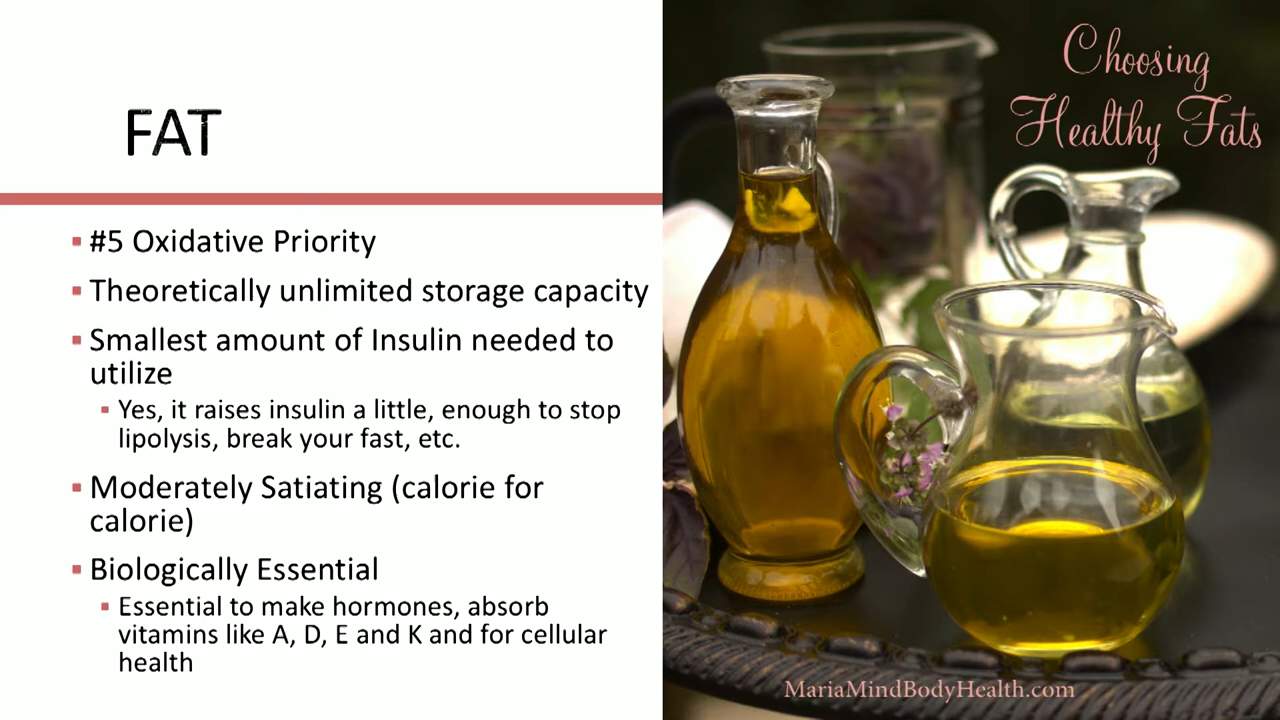 FAT
#5 Oxidative Priority
Theoretically unlimited storage capacity
Smallest amount of Insulin needed to
utilize
Yes, it raises insulin a little, enough to stop
lipolysis, break your fast, etc.
Moderately Satiating (calorie for
calorie)
Biologically Essential
Essential to make hormones, absorb
vitamins like A, D, E and K and for cellular
health
Choosing
Healthy Fats
MariaMindBodyHealth.com